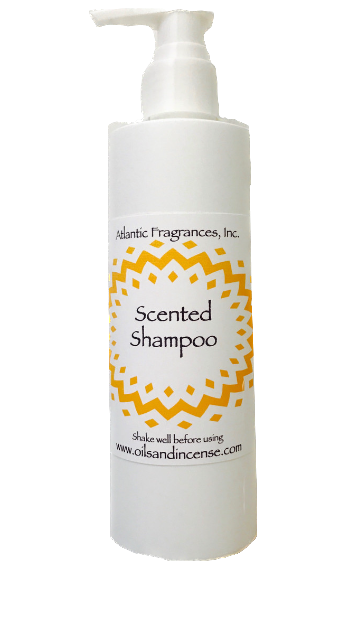 Atlantic Fragrances, Inc.
Scented
Shampoo
Shake well before using
www.oilsandincense.com